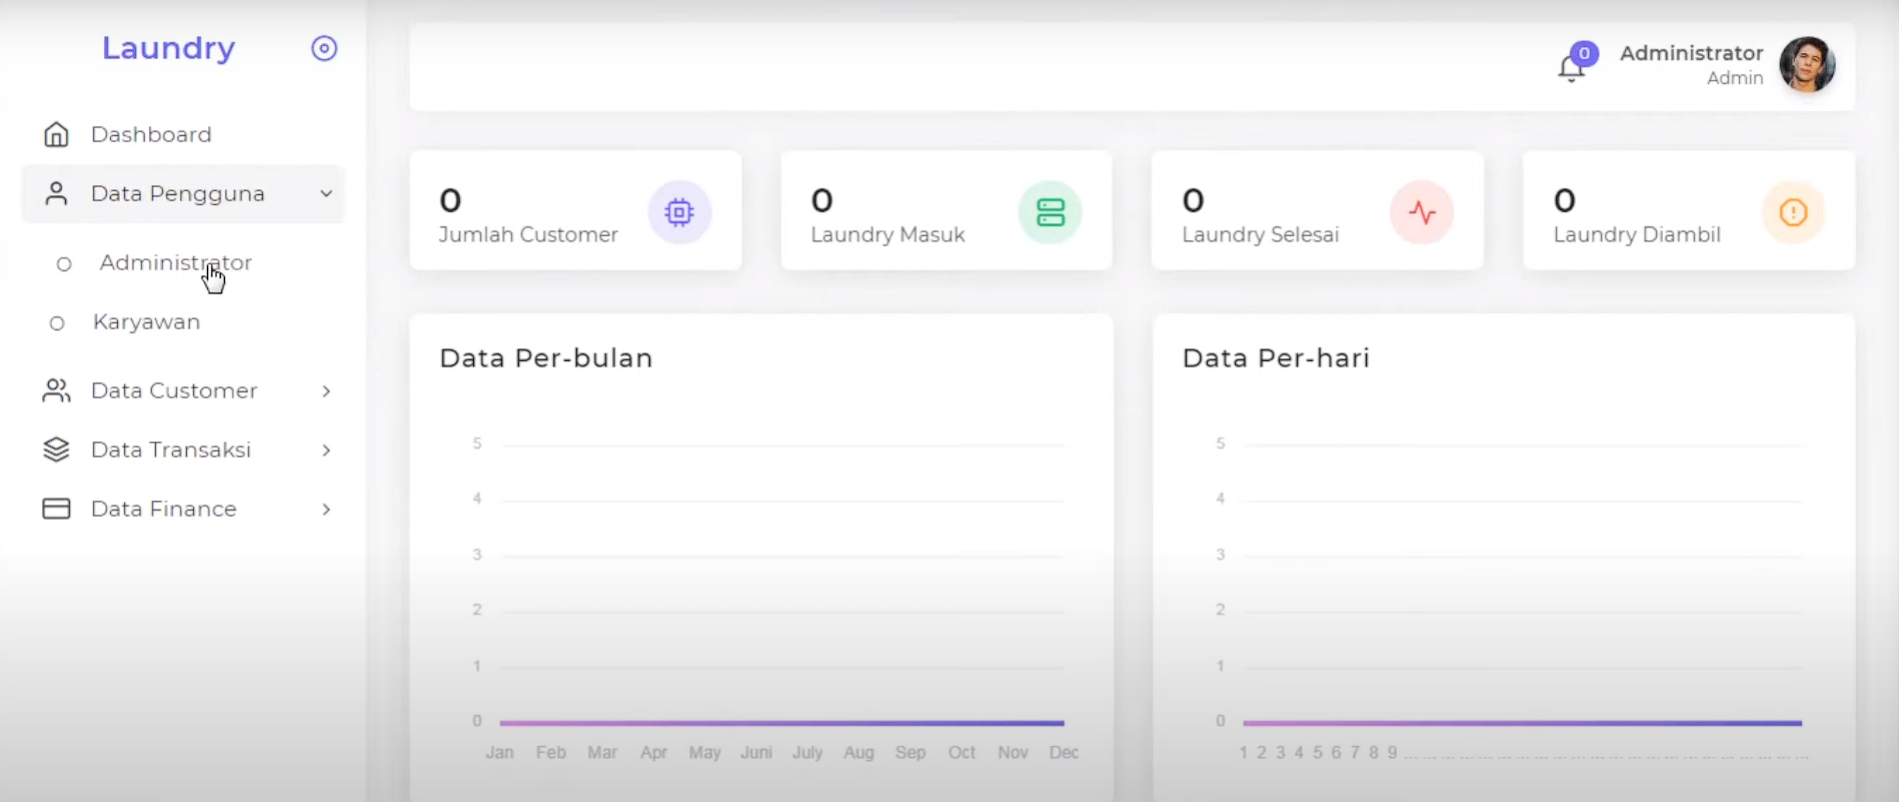 Laundry
Dashboard
Data Pengguna
Administrator
Karyawan
Data Customer
Data Transaksi
Data Finance
0
Administrator
Admin
0
Jumlah Customer
0
Laundry Masuk
0
Laundry Selesai
0
Laundry Diambil
Data Per-bulan
5
4
3
2
1
0
Jan Feb Mar Apr May Juni July Aug Sep Oct Nov Dec
Data Per-hari
5
4
3
2
1
0
1 2 3 4 5 6 7 8 9